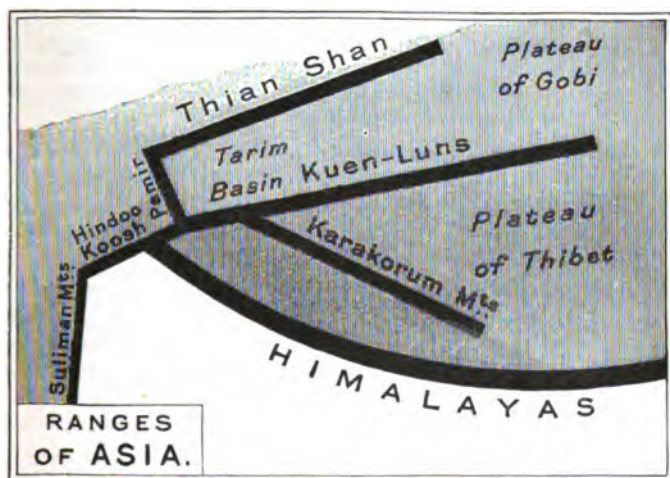 Thian Shan
Plateau
of Gobi
Tarim
Basin
Kuen-Luns
Pamir
Hindoo
Koosh
Karakorum Mts
Plateau
of Thibet
Suliman Mts.
HIMALAYAS
RANGES
OF ASIA.